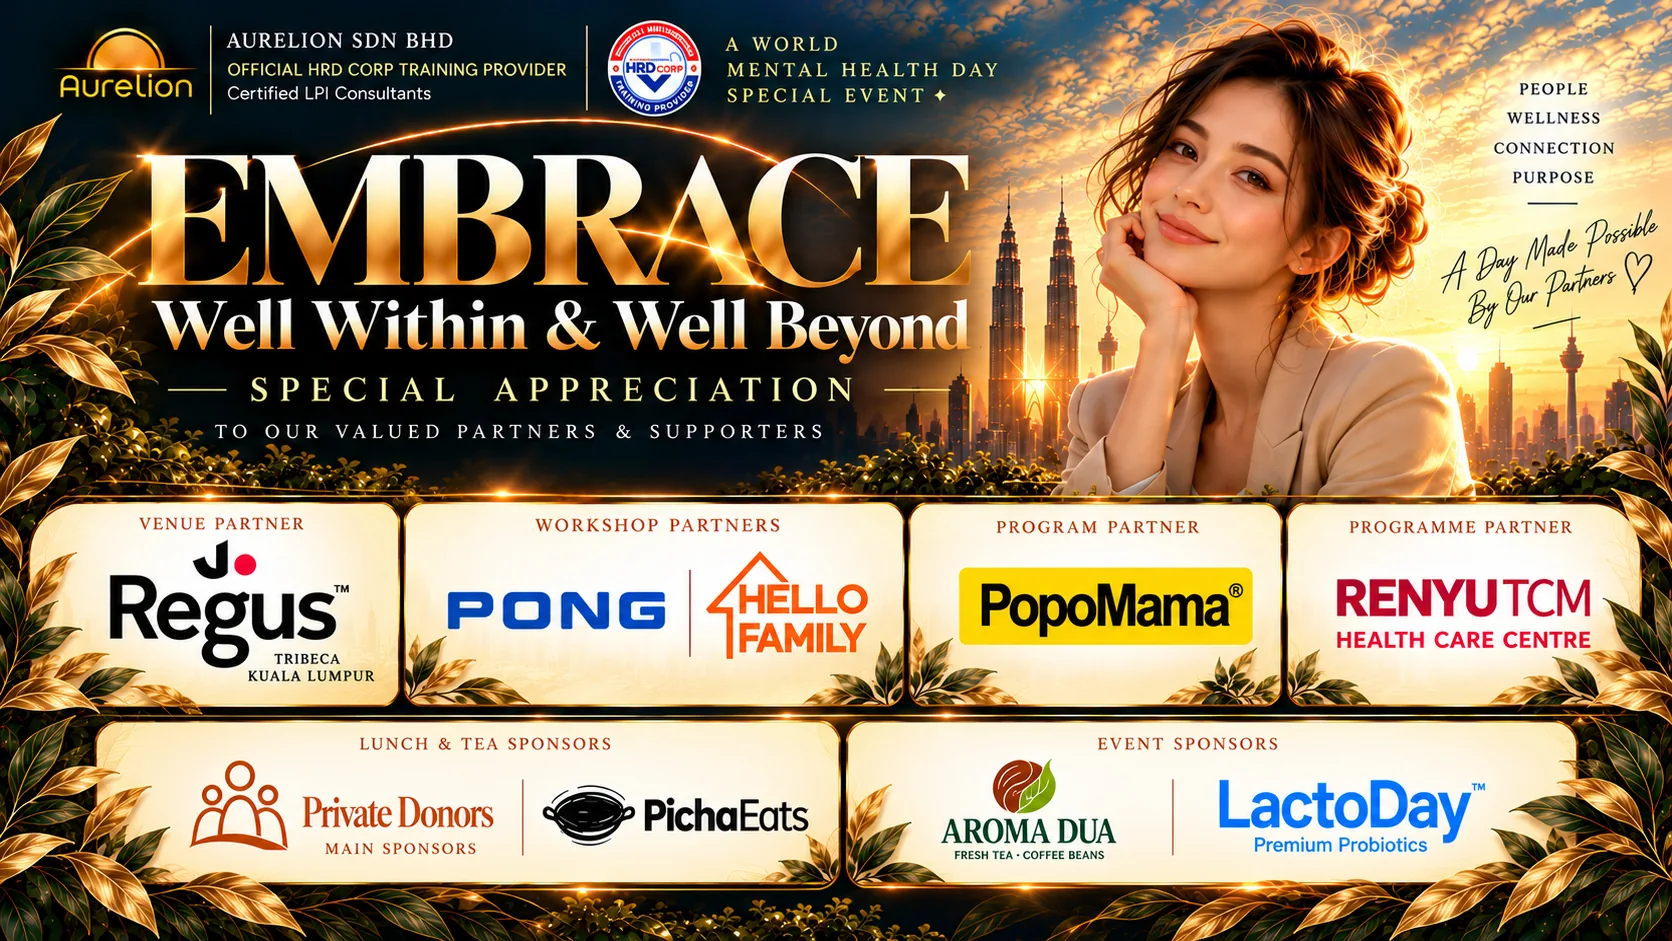 Aurelion
AURELION SDN BHD
OFFICIAL HRD CORP TRAINING PROVIDER
Certified LPI Consultants
HRD CORP
TRAINING PROVIDER
A WORLD
MENTAL HEALTH DAY
SPECIAL EVENT
PEOPLE
WELLNESS
CONNECTION
PURPOSE
A Day Made Possible
By Our Partners
EMBRACE
Well Within & Well Beyond
SPECIAL APPRECIATION
TO OUR VALUED PARTNERS & SUPPORTERS
VENUE PARTNER
Regus™
TRIBECA
KUALA LUMPUR
WORKSHOP PARTNERS
PONG
HELLO
FAMILY
PROGRAM PARTNER
PopoMama®
PROGRAMME PARTNER
RENYU TCM
HEALTH CARE CENTRE
LUNCH & TEA SPONSORS
Private Donors
MAIN SPONSORS
PichaEats
EVENT SPONSORS
AROMA DUA
FRESH TEA • COFFEE BEANS
LactoDay™
Premium Probiotics